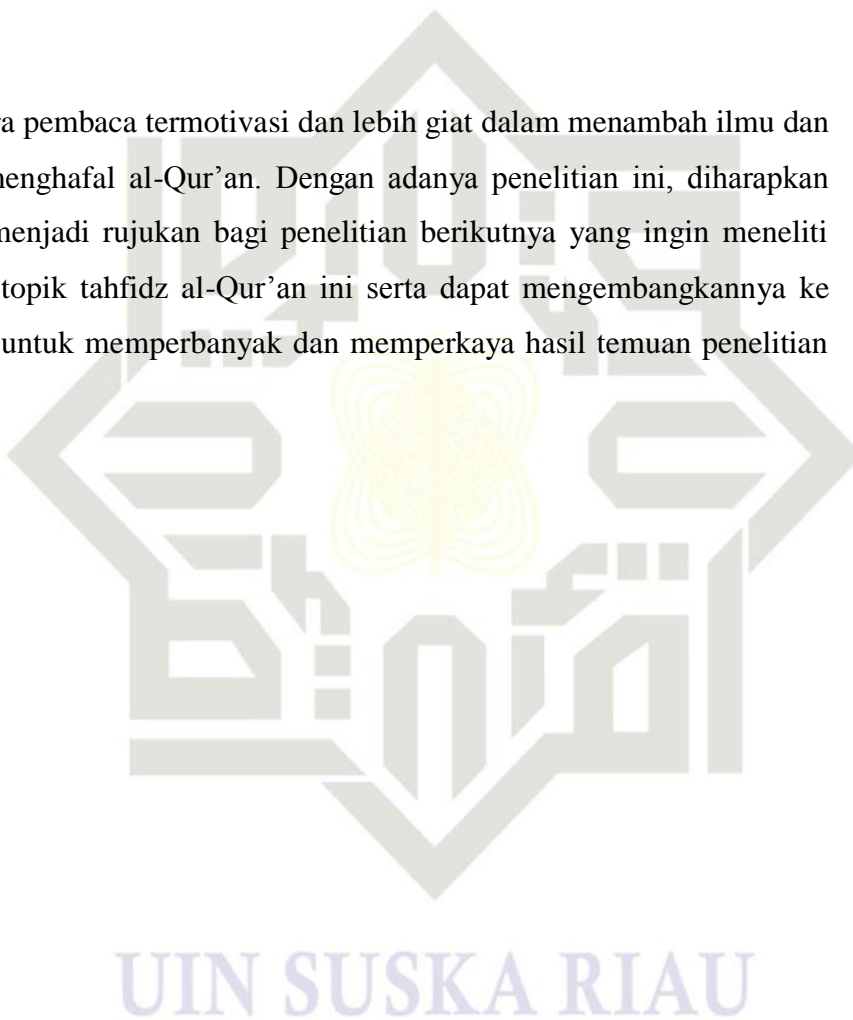 ra pembaca termotivasi dan lebih giat dalam menambah ilmu dan
menghafal al-Qur’an. Dengan adanya penelitian ini, diharapkan
menjadi rujukan bagi penelitian berikutnya yang ingin meneliti
topik tahfidz al-Qur’an ini serta dapat mengembangkannya ke
untuk memperbanyak dan memperkaya hasil temuan penelitian
UIN SUSKA RIAU